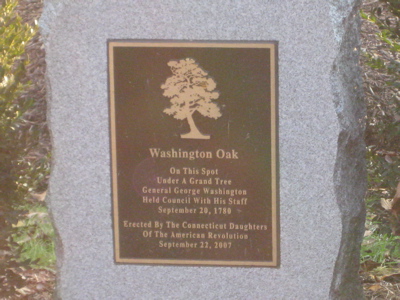 Washington Oak
On This Spot
Under A Grand Tree
General George Washington
Held Council With His Staff
September 20, 1780
Erected By The Connecticut Daughters
Of The American Revolution
September 22, 2007